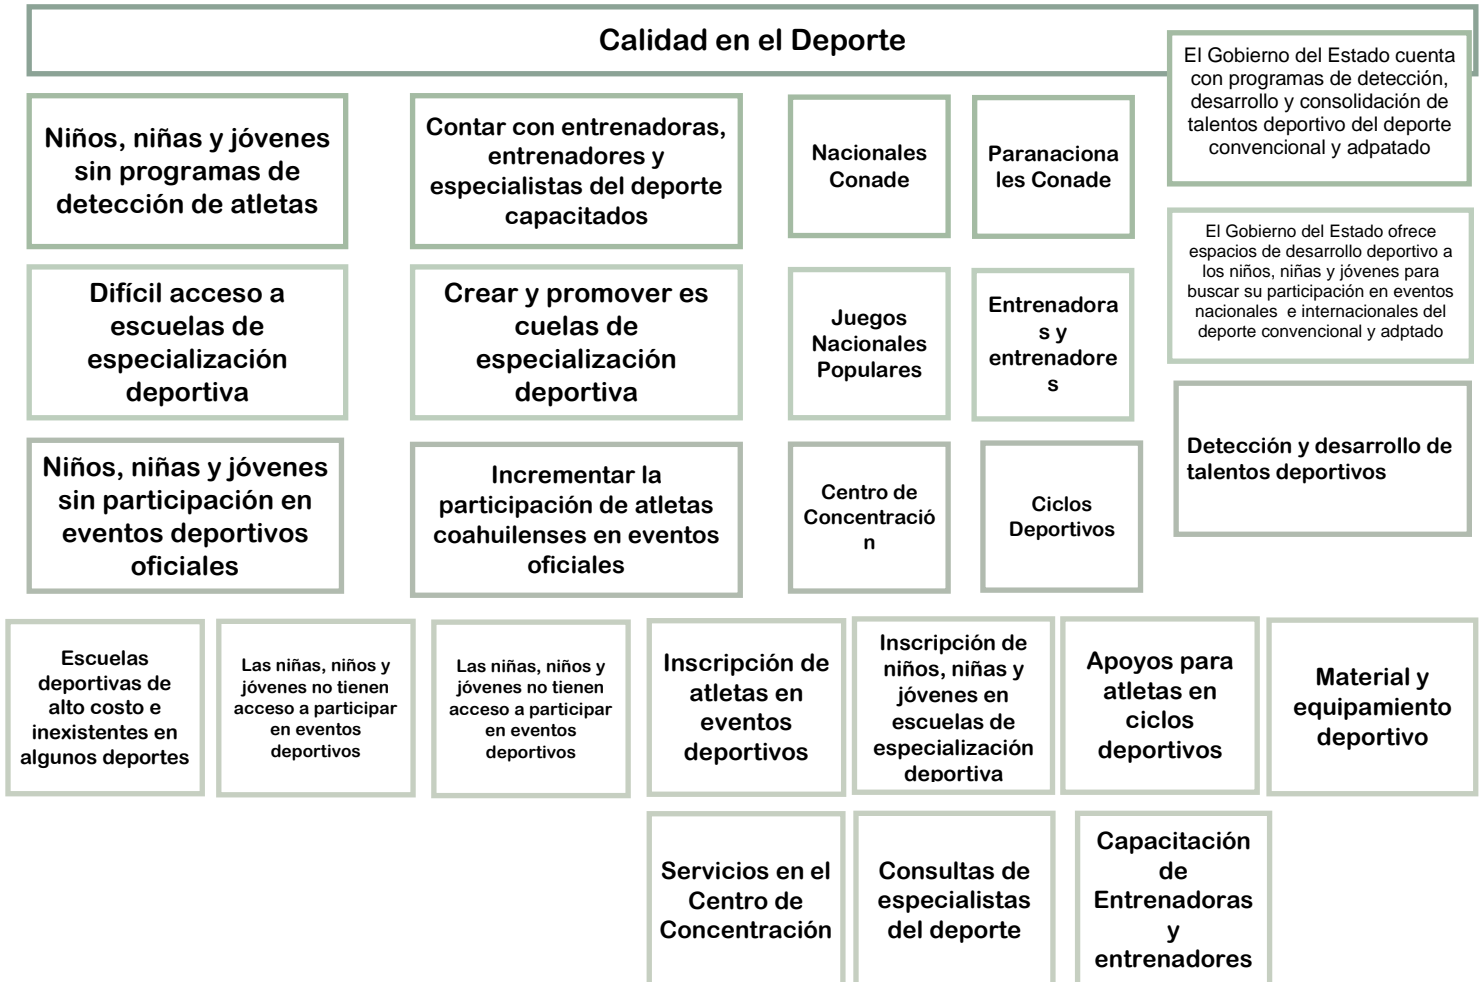 Calidad en el Deporte
El Gobierno del Estado cuenta
con programas de detección,
desarrollo y consolidación de
talentos deportivo del deporte
convencional y adpatado
Niños, niñas y jóvenes
sin programas de
detección de atletas
Contar con entrenadoras,
entrenadores y
especialistas del deporte
capacitados
Nacionales
Conade
Paranaciona
les Conade
El Gobierno del Estado ofrece
espacios de desarrollo deportivo a
los niños, niñas y jóvenes para
buscar su participación en eventos
nacionales e internacionales del
deporte convencional y adptado
Difícil acceso a
escuelas de
especialización
deportiva
Crear y promover es
cuelas de
especialización
deportiva
Juegos
Nacionales
Populares
Entrenadora
s y
entrenadore
s
Detección y desarrollo de
talentos deportivos
Niños, niñas y jóvenes
sin participación en
eventos deportivos
oficiales
Incrementar la
participación de atletas
coahuilenses en eventos
oficiales
Centro de
Concentració
n
Ciclos
Deportivos
Escuelas
deportivas de
alto costo e
inexistentes en
algunos deportes
Las niñas, niños y
jóvenes no tienen
acceso a participar
en eventos
deportivos
Las niñas, niños y
jóvenes no tienen
acceso a participar
en eventos
deportivos
Inscripción de
atletas en
eventos
deportivos
Inscripción de
niños, niñas y
jóvenes en
escuelas de
especialización
deportiva
Apoyos para
atletas en
ciclos
deportivos
Material y
equipamiento
deportivo
Servicios en el
Centro de
Concentración
Consultas de
especialistas
del deporte
Capacitación
de
Entrenadoras
y
entrenadores